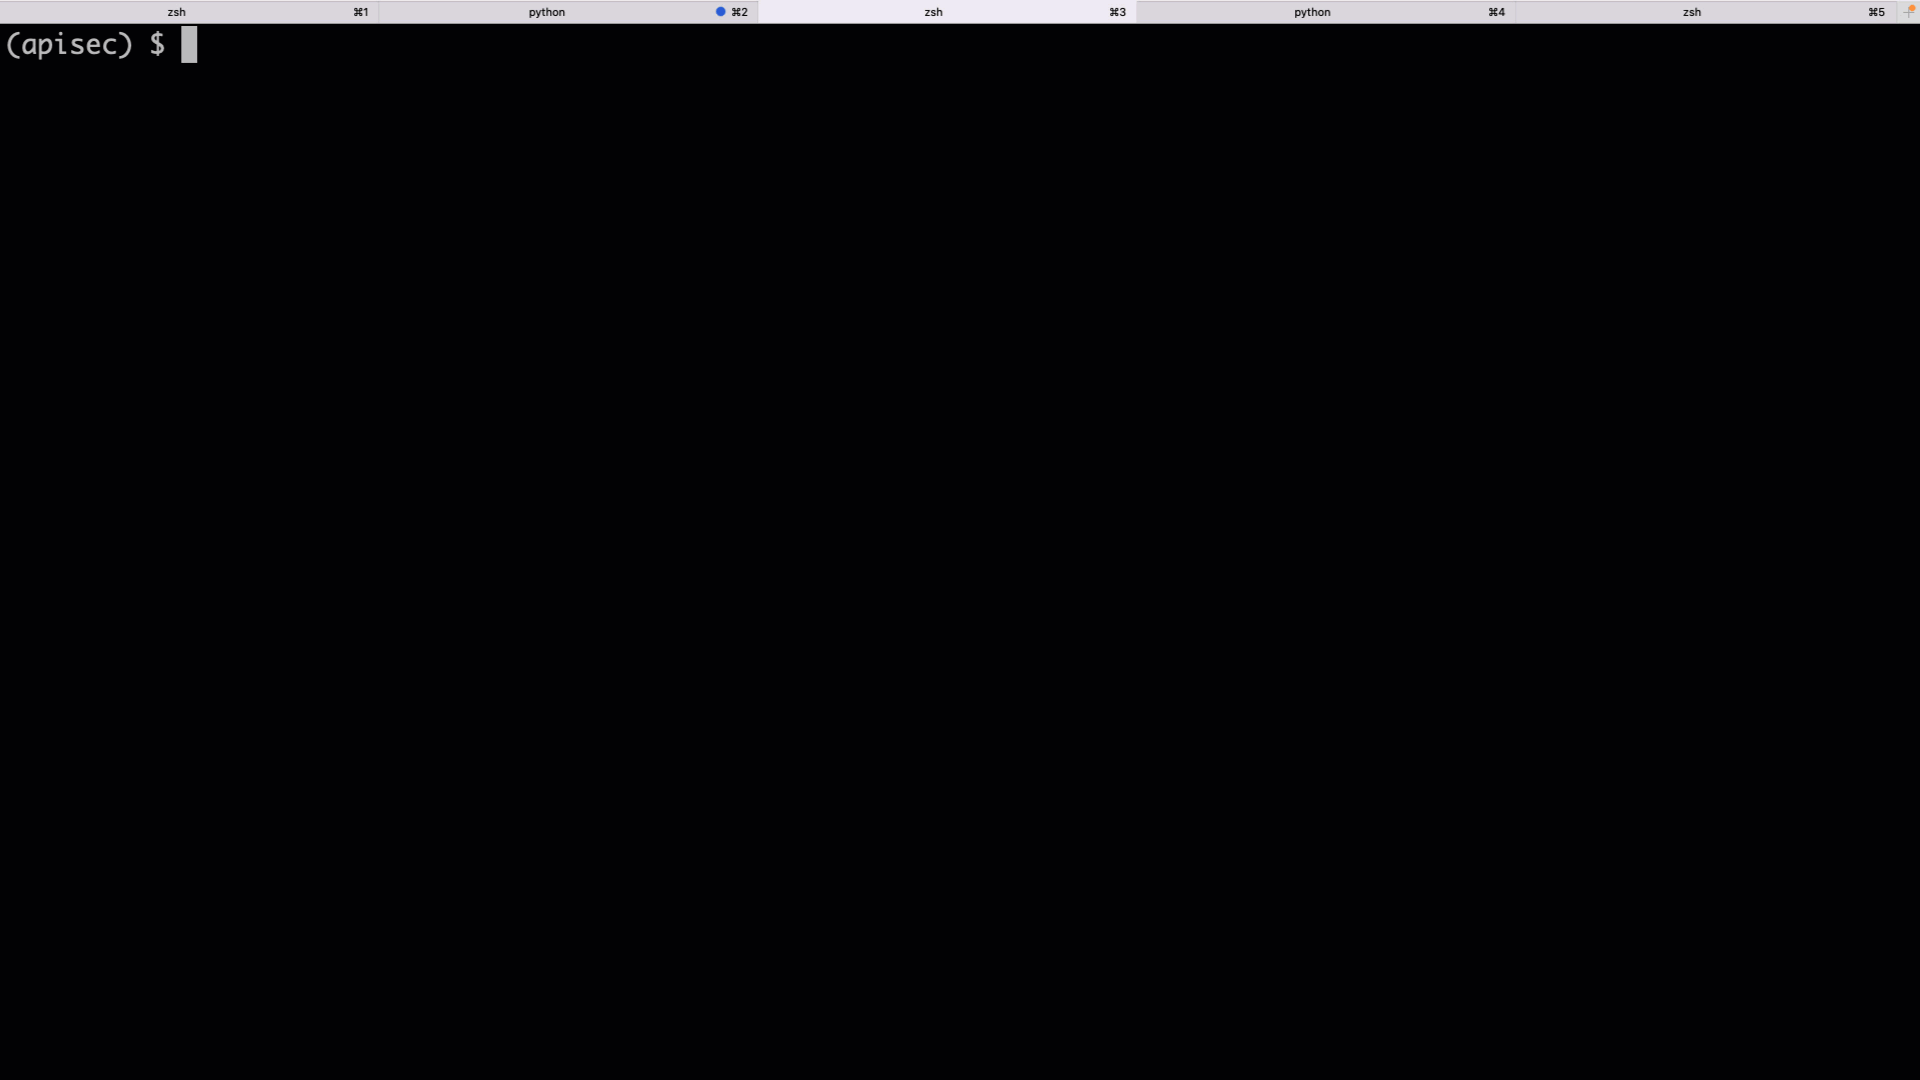 zsh ⌘1 python ⌘2 zsh ⌘3 python ⌘4 zsh ⌘5
(apisec) $